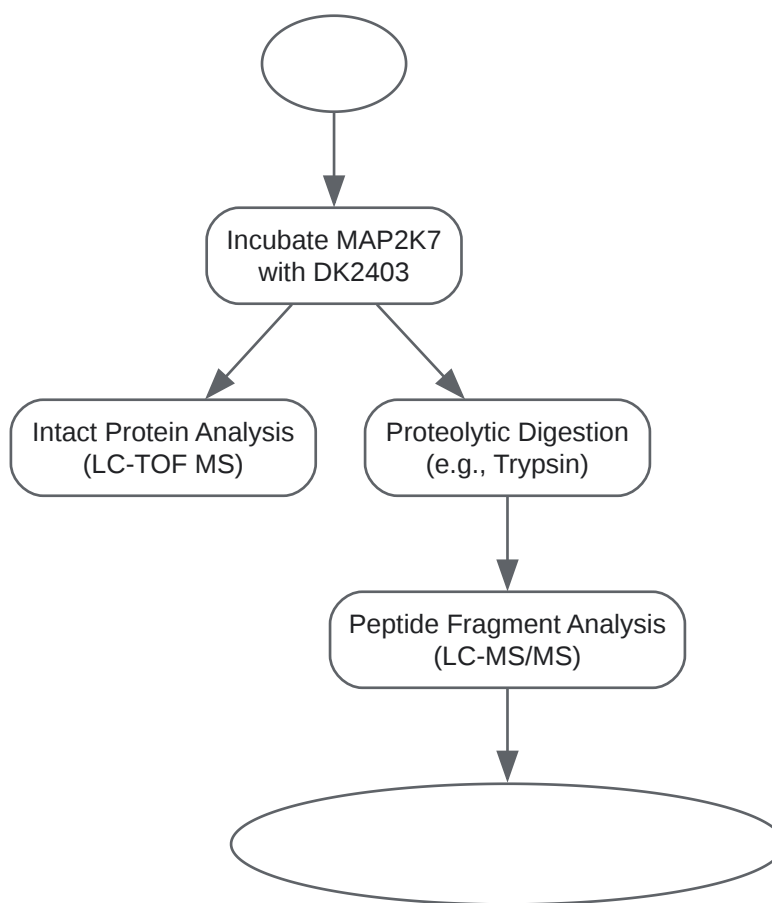 Incubate MAP2K7
with DK2403
Intact Protein Analysis
(LC-TOF MS)
Proteolytic Digestion
(e.g., Trypsin)
Peptide Fragment Analysis
(LC-MS/MS)